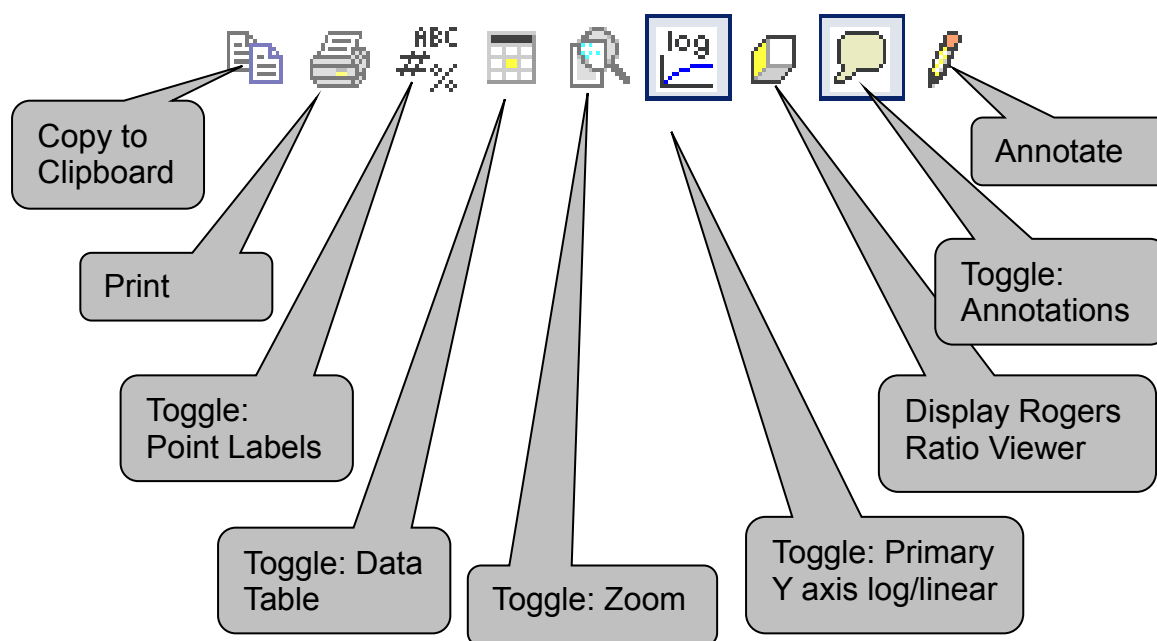 ABC
#%
log
Copy to
Clipboard
Annotate
Print
Toggle:
Annotations
Toggle:
Point Labels
Display Rogers
Ratio Viewer
Toggle: Data
Table
Toggle: Zoom
Toggle: Primary
Y axis log/linear